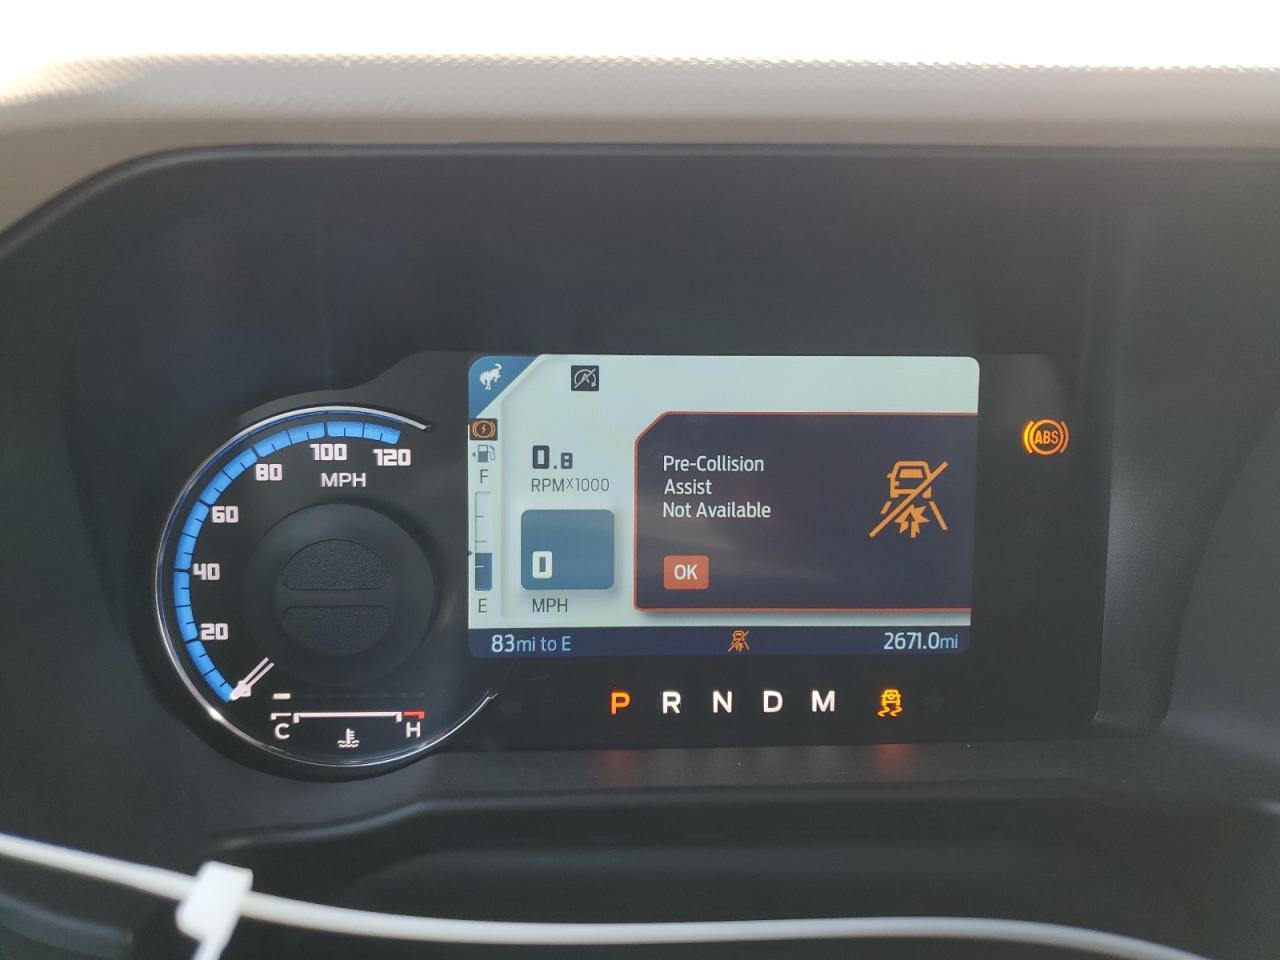 120
100
80
MPH
60
40
20
0
C
H
F
E
0.8
RPMx1000
0
MPH
Pre-Collision
Assist
Not Available
OK
83mi to E
2671.0mi
P R N D M
ABS